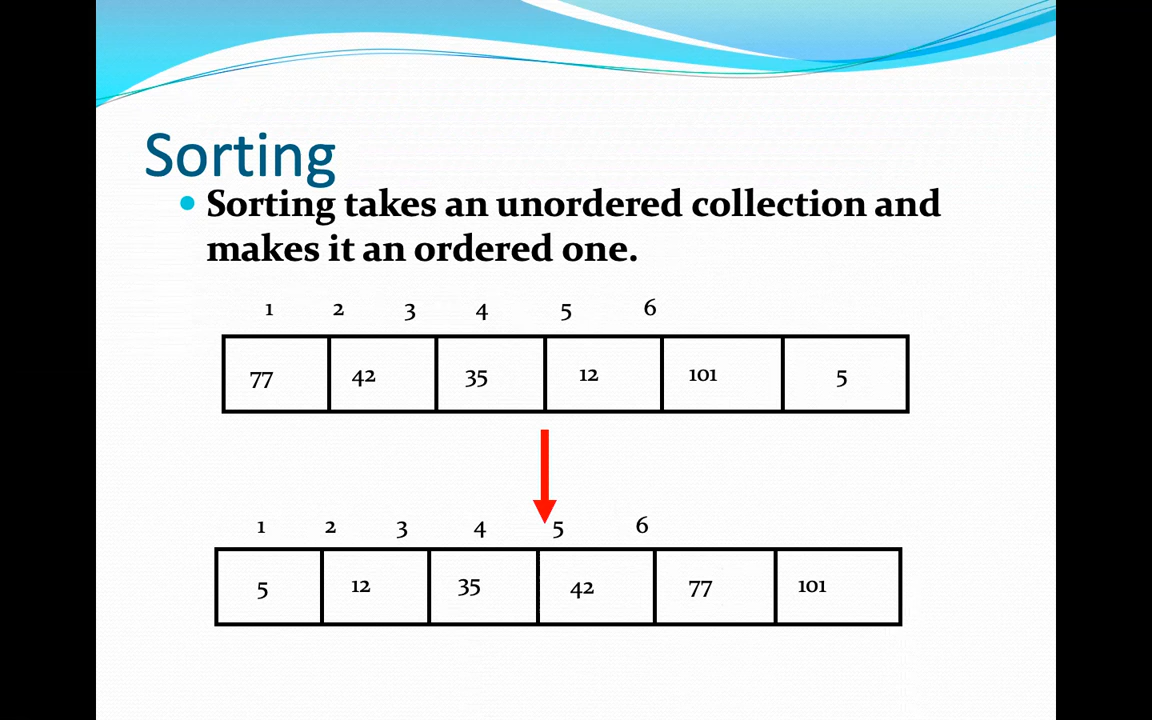 Sorting
• Sorting takes an unordered collection and
makes it an ordered one.
1 2 3 4 5 6
77 42 35 12 101 5
1 2 3 4 5 6
5 12 35 42 77 101